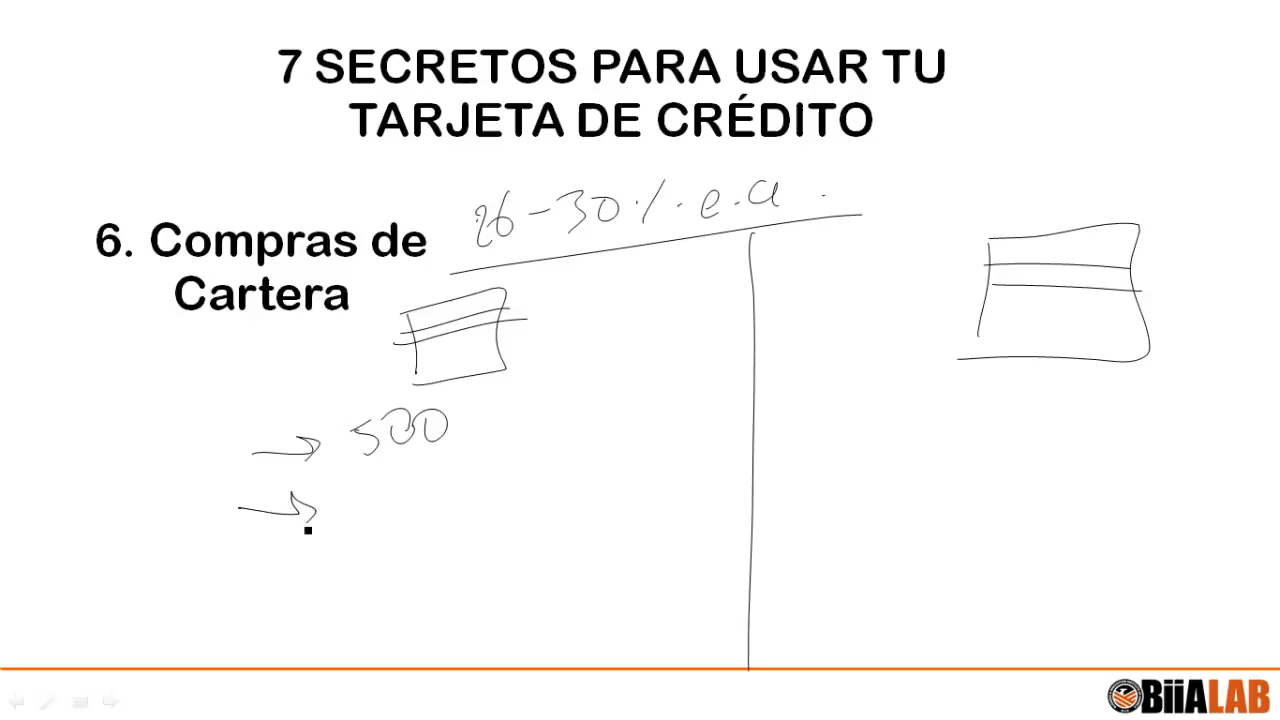 7 SECRETOS PARA USAR TU
TARJETA DE CRÉDITO
26-30%. e.a.
6. Compras de
Cartera
500
BiiALAB